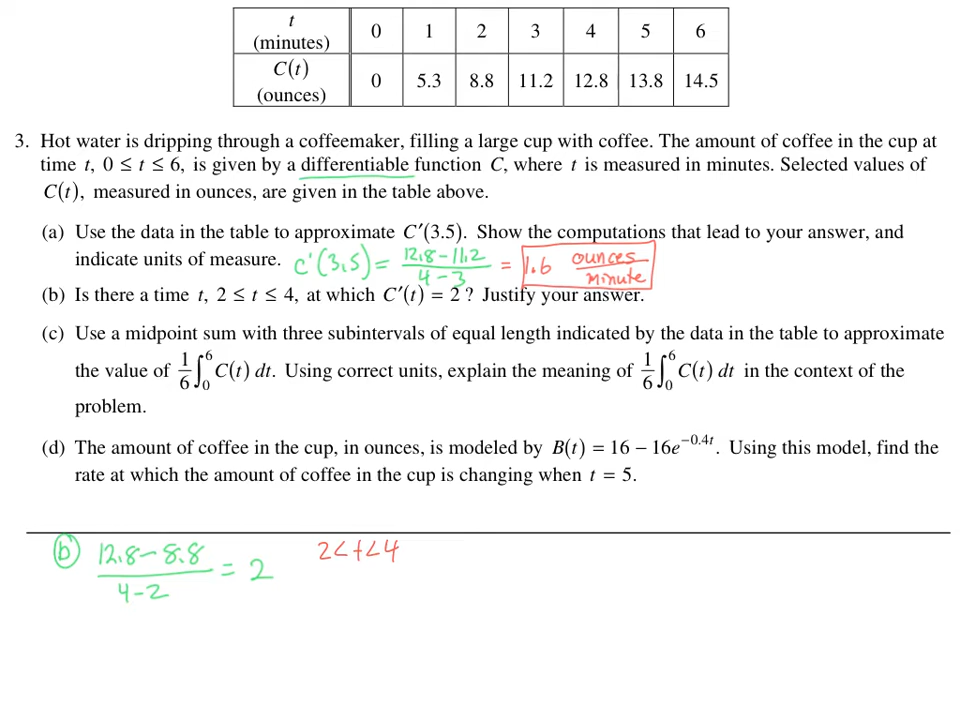 t (minutes) 0 1 2 3 4 5 6
C(t) (ounces) 0 5.3 8.8 11.2 12.8 13.8 14.5
3. Hot water is dripping through a coffeemaker, filling a large cup with coffee. The amount of coffee in the cup at
time t, 0 ≤ t ≤ 6, is given by a differentiable function C, where t is measured in minutes. Selected values of
C(t), measured in ounces, are given in the table above.
(a) Use the data in the table to approximate C′(3.5). Show the computations that lead to your answer, and
indicate units of measure. C'(3.5) = (12.8 - 11.2)/(4 - 3) = 1.6 ounces/minute
(b) Is there a time t, 2 ≤ t ≤ 4, at which C′(t) = 2 ? Justify your answer.
(c) Use a midpoint sum with three subintervals of equal length indicated by the data in the table to approximate
the value of 1/6 ∫₀⁶ C(t) dt. Using correct units, explain the meaning of 1/6 ∫₀⁶ C(t) dt in the context of the
problem.
(d) The amount of coffee in the cup, in ounces, is modeled by B(t) = 16 − 16e^(−0.4t). Using this model, find the
rate at which the amount of coffee in the cup is changing when t = 5.
(b) (12.8 - 8.8)/(4 - 2) = 2 2<t<4